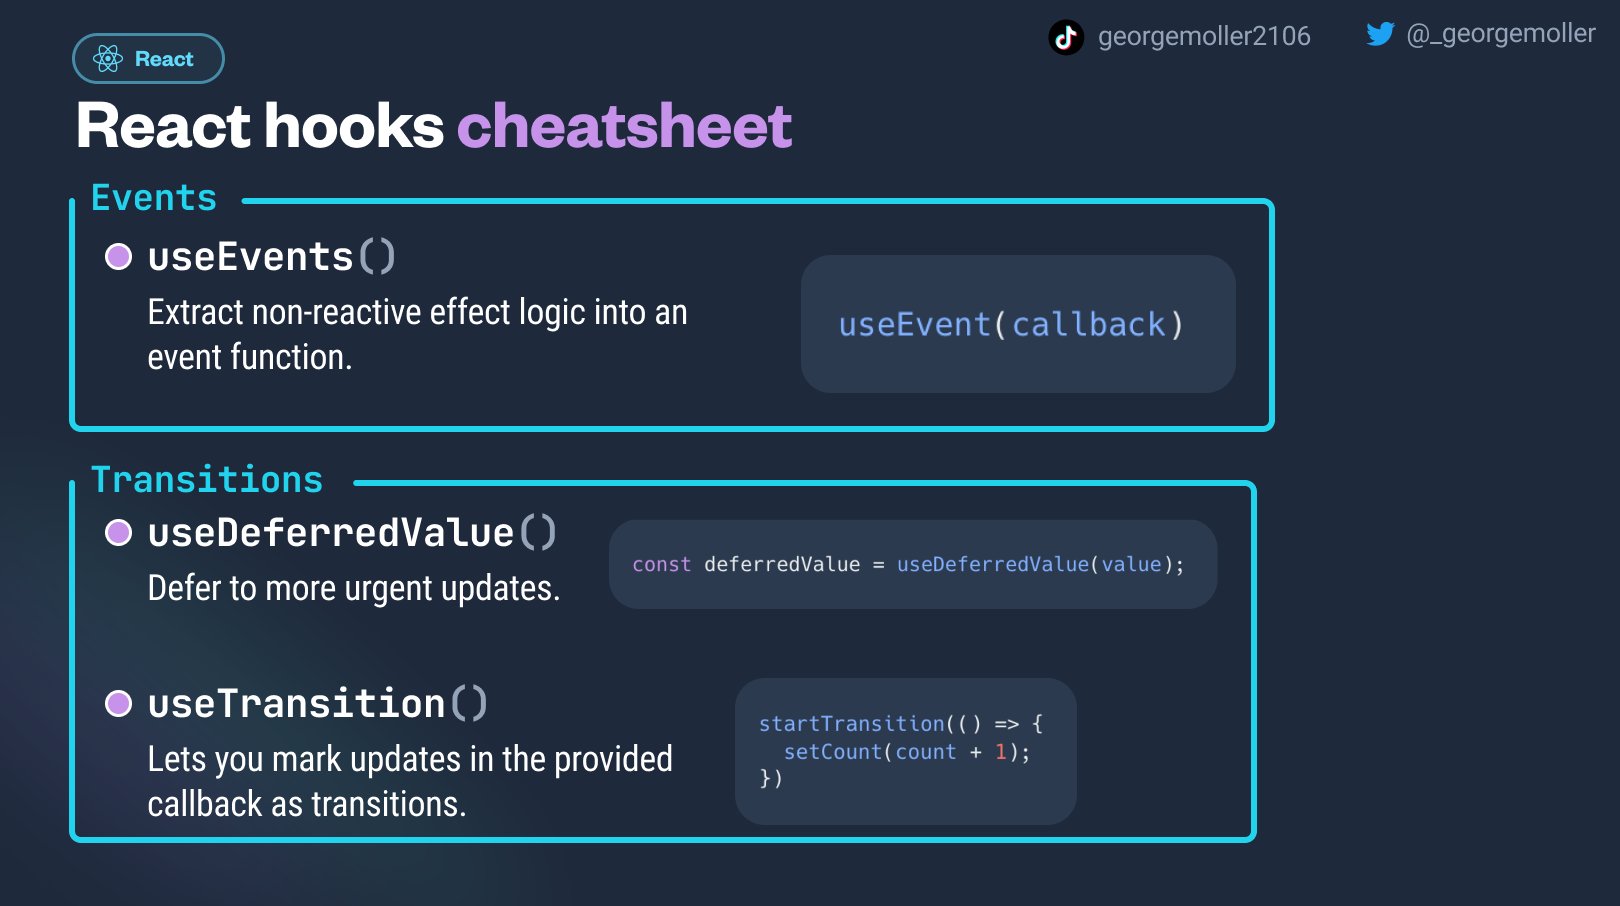 georgemoller2106
@_georgemoller
React
React hooks cheatsheet
Events
useEvents()
Extract non-reactive effect logic into an
event function.
useEvent(callback)
Transitions
useDeferredValue()
Defer to more urgent updates.
const deferredValue = useDeferredValue(value);
useTransition()
Lets you mark updates in the provided
callback as transitions.
startTransition(() => {
  setCount(count + 1);
})